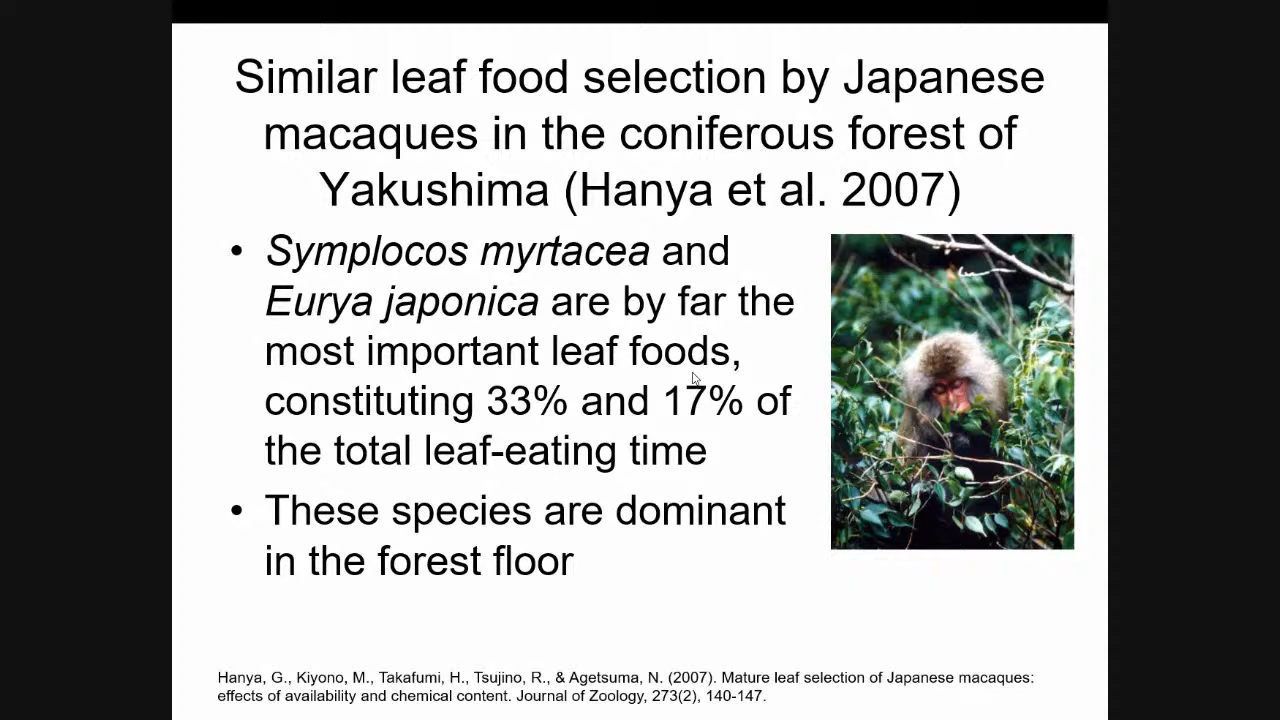 Similar leaf food selection by Japanese
macaques in the coniferous forest of
Yakushima (Hanya et al. 2007)
• Symplocos myrtacea and
Eurya japonica are by far the
most important leaf foods,
constituting 33% and 17% of
the total leaf-eating time
• These species are dominant
in the forest floor
Hanya, G., Kiyono, M., Takafumi, H., Tsujino, R., & Agetsuma, N. (2007). Mature leaf selection of Japanese macaques:
effects of availability and chemical content. Journal of Zoology, 273(2), 140-147.